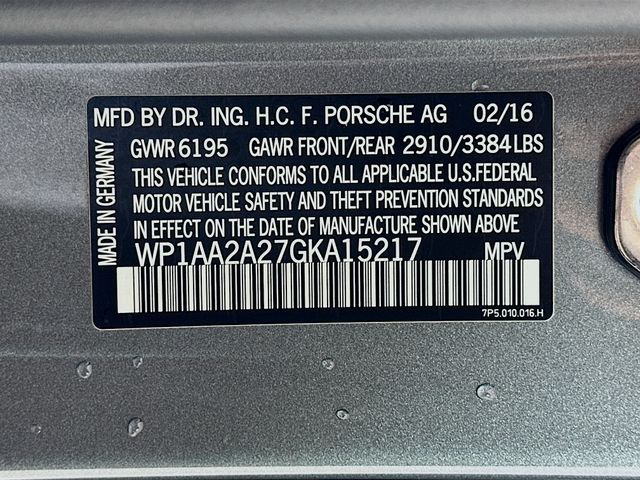 MFD BY DR. ING. H.C. F. PORSCHE AG 02/16
GVWR 6195 GAWR FRONT/REAR 2910/3384 LBS
THIS VEHICLE CONFORMS TO ALL APPLICABLE U.S.FEDERAL
MOTOR VEHICLE SAFETY AND THEFT PREVENTION STANDARDS
IN EFFECT ON THE DATE OF MANUFACTURE SHOWN ABOVE
WP1AA2A27GKA15217 MPV
7P5.010.016.H
MADE IN GERMANY